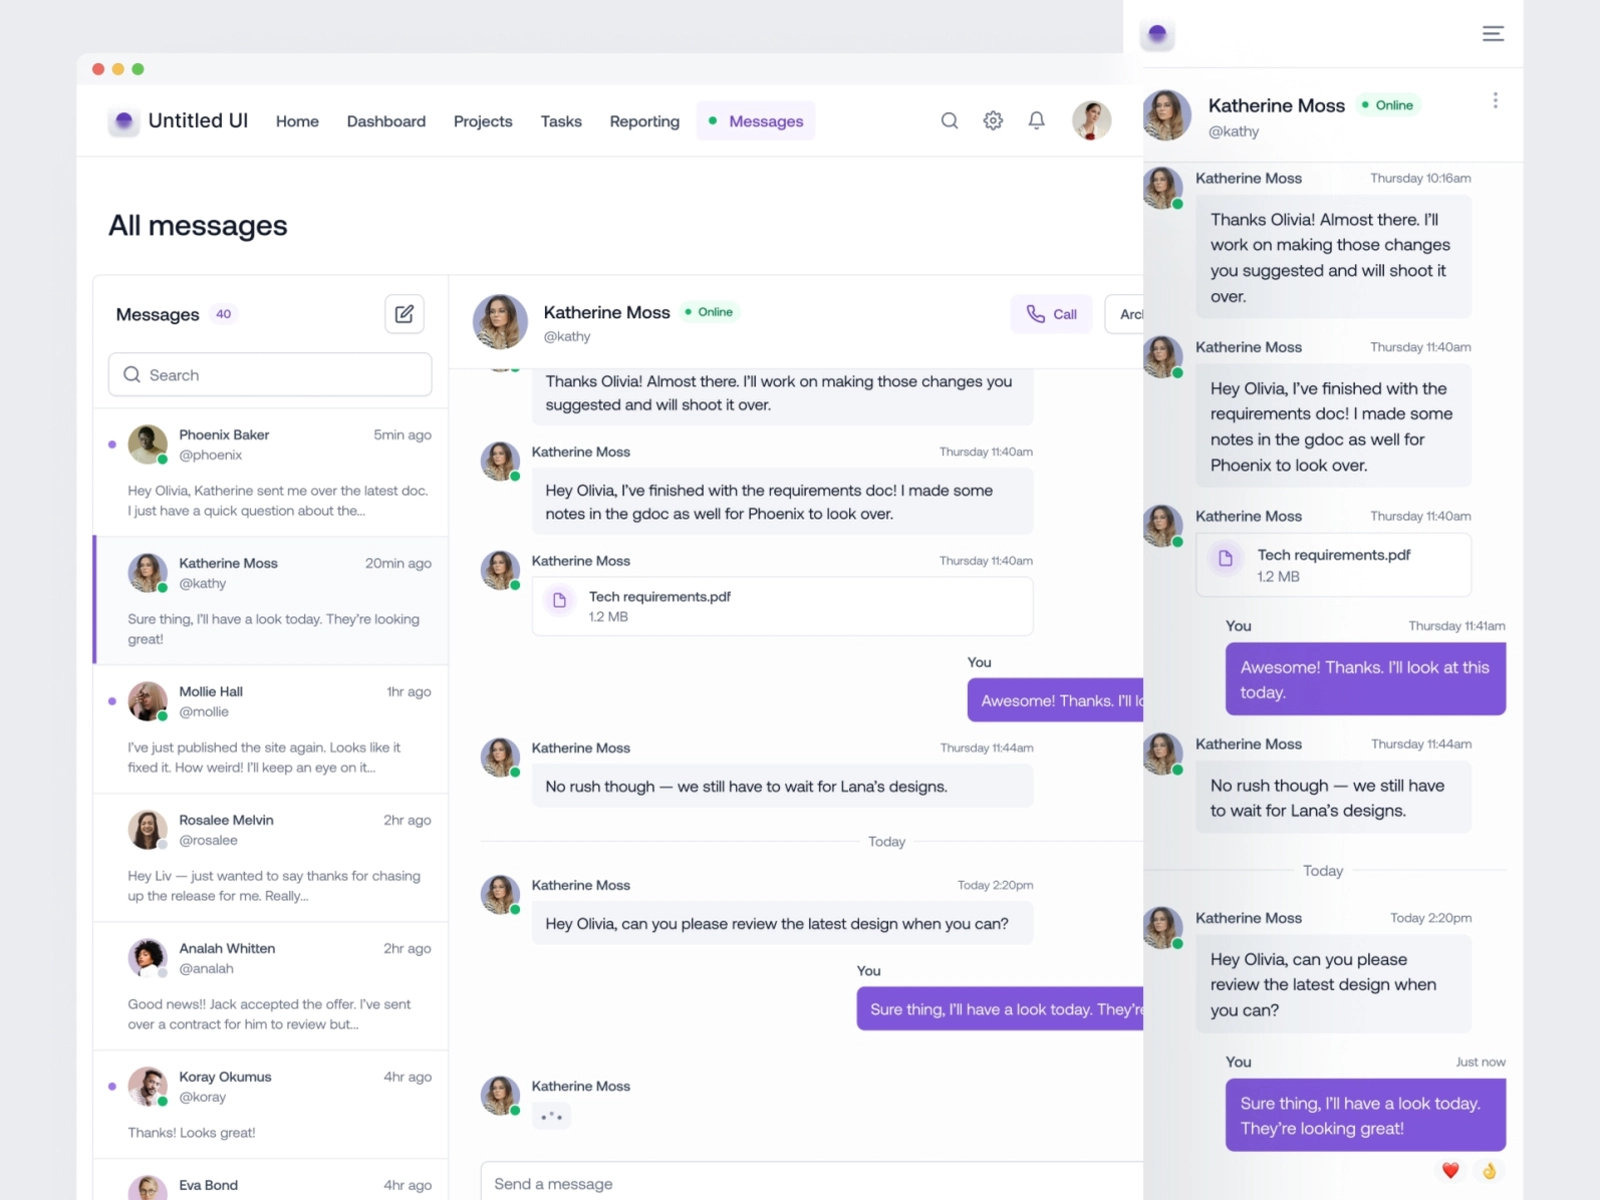 Untitled UI
Home
Dashboard
Projects
Tasks
Reporting
Messages
All messages
Messages
40
Search
Phoenix Baker
5min ago
@phoenix
Hey Olivia, Katherine sent me over the latest doc.
I just have a quick question about the...
Katherine Moss
20min ago
@kathy
Sure thing, I’ll have a look today. They’re looking
great!
Mollie Hall
1hr ago
@mollie
I’ve just published the site again. Looks like it
fixed it. How weird! I’ll keep an eye on it...
Rosalee Melvin
2hr ago
@rosalee
Hey Liv — just wanted to say thanks for chasing
up the release for me. Really...
Analah Whitten
2hr ago
@analah
Good news!! Jack accepted the offer. I’ve sent
over a contract for him to review but...
Koray Okumus
4hr ago
@koray
Thanks! Looks great!
Eva Bond
4hr ago
Katherine Moss
Online
@kathy
Call
Arc
Thanks Olivia! Almost there. I’ll work on making those changes you
suggested and will shoot it over.
Katherine Moss
Thursday 11:40am
Hey Olivia, I’ve finished with the requirements doc! I made some
notes in the gdoc as well for Phoenix to look over.
Katherine Moss
Thursday 11:40am
Tech requirements.pdf
1.2 MB
You
Awesome! Thanks. I’ll lo
Katherine Moss
Thursday 11:44am
No rush though — we still have to wait for Lana’s designs.
Today
Katherine Moss
Today 2:20pm
Hey Olivia, can you please review the latest design when you can?
You
Sure thing, I’ll have a look today. They’re
Katherine Moss
Send a message
Katherine Moss
Online
@kathy
Katherine Moss
Thursday 10:16am
Thanks Olivia! Almost there. I’ll
work on making those changes
you suggested and will shoot it
over.
Katherine Moss
Thursday 11:40am
Hey Olivia, I’ve finished with the
requirements doc! I made some
notes in the gdoc as well for
Phoenix to look over.
Katherine Moss
Thursday 11:40am
Tech requirements.pdf
1.2 MB
You
Thursday 11:41am
Awesome! Thanks. I’ll look at this
today.
Katherine Moss
Thursday 11:44am
No rush though — we still have
to wait for Lana’s designs.
Today
Katherine Moss
Today 2:20pm
Hey Olivia, can you please
review the latest design when
you can?
You
Just now
Sure thing, I’ll have a look today.
They’re looking great!